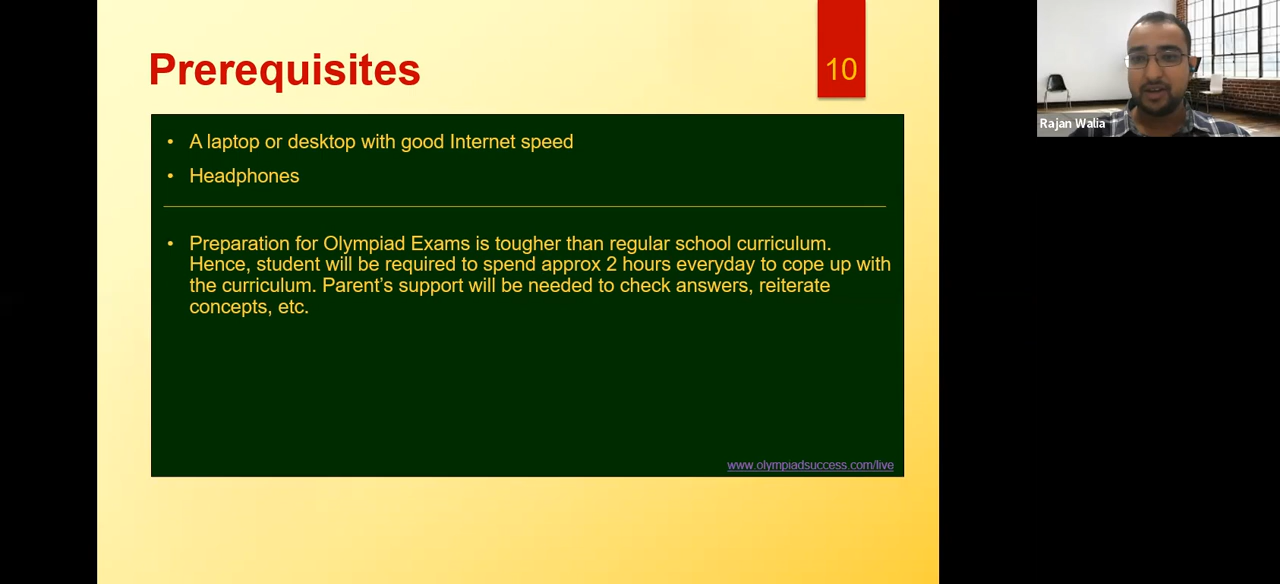 Prerequisites
10
• A laptop or desktop with good Internet speed
• Headphones
• Preparation for Olympiad Exams is tougher than regular school curriculum.
Hence, student will be required to spend approx 2 hours everyday to cope up with
the curriculum. Parent's support will be needed to check answers, reiterate
concepts, etc.
www.olympiadsuccess.com/live
Rajan Walia